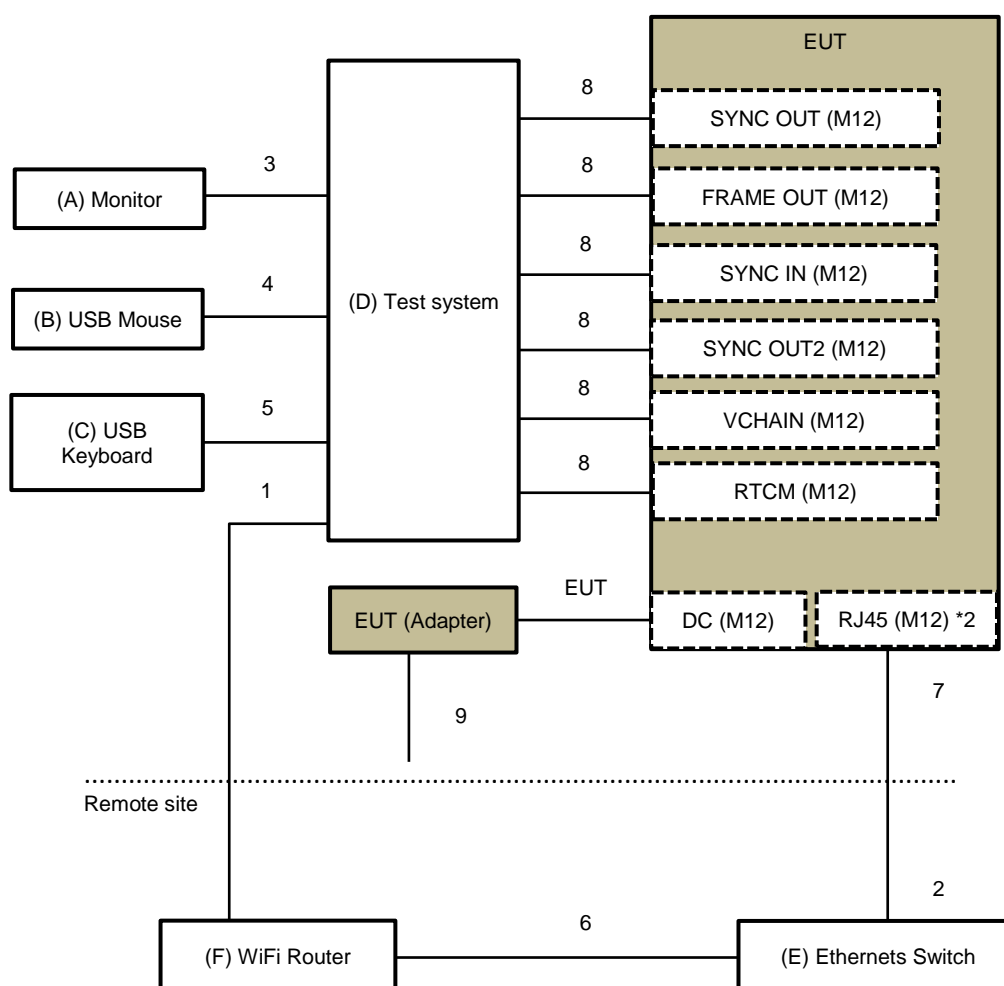 EUT
8
SYNC OUT (M12)
3
8
(A) Monitor
FRAME OUT (M12)
8
SYNC IN (M12)
4
(D) Test system
(B) USB Mouse
8
SYNC OUT2 (M12)
5
8
(C) USB
Keyboard
VCHAIN (M12)
1
8
RTCM (M12)
EUT
EUT (Adapter)
DC (M12)
RJ45 (M12) *2
7
9
Remote site
2
6
(F) WiFi Router
(E) Ethernets Switch